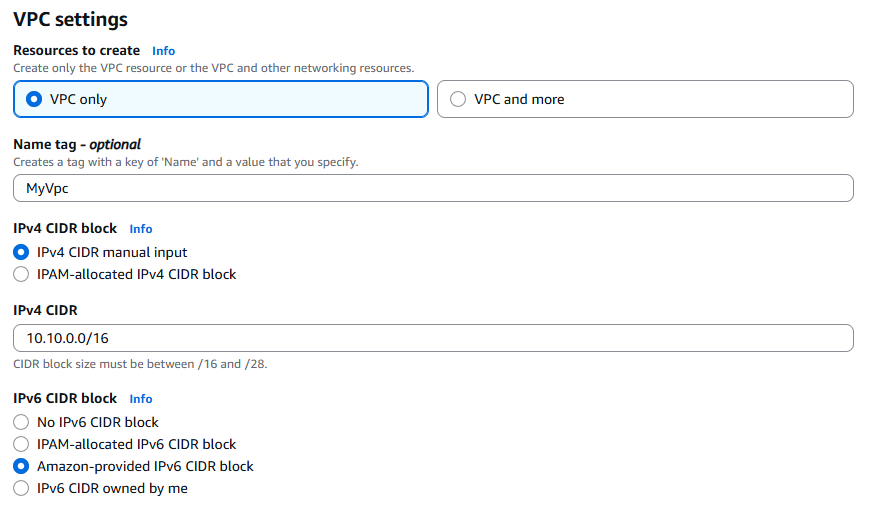 VPC settings
Resources to create Info
Create only the VPC resource or the VPC and other networking resources.
VPC only
VPC and more
Name tag - optional
Creates a tag with a key of 'Name' and a value that you specify.
MyVpc
IPv4 CIDR block Info
IPv4 CIDR manual input
IPAM-allocated IPv4 CIDR block
IPv4 CIDR
10.10.0.0/16
CIDR block size must be between /16 and /28.
IPv6 CIDR block Info
No IPv6 CIDR block
IPAM-allocated IPv6 CIDR block
Amazon-provided IPv6 CIDR block
IPv6 CIDR owned by me